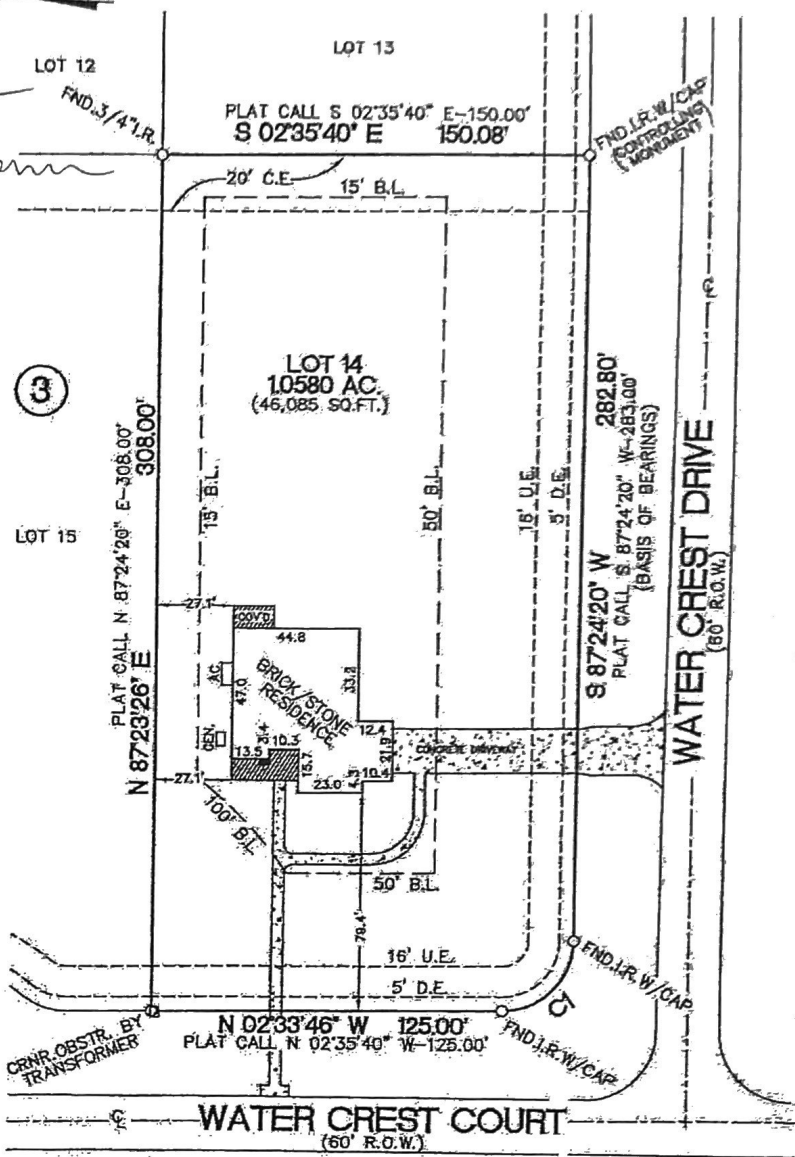 LOT 13
LOT 12
FND.3/4"I.R.
PLAT CALL S 02°35'40" E-150.00'
S 02°35'40" E 150.08'
FND.I.R.W/CAP
(CONTROLLING
MONUMENT)
20' C.E.
15' B.L.
3
LOT 14
1.0580 AC.
(46,085 SQ.FT.)
LOT 15
PLAT CALL N 87°24'20" E-308.00'
N 87°23'26" E 308.00'
15' B.L.
50' B.L.
16' U.E.
5' D.E.
S 87°24'20" W 282.80'
PLAT CALL S 87°24'20" W-283.00'
(BASIS OF BEARINGS)
WATER CREST DRIVE
(60' R.O.W.)
27.1'
COV'D
44.8
AC
47.0
BRICK/STONE
RESIDENCE
33.2
12.4
GEN.
13.5
10.3
15.7
21.9
CONCRETE DRIVEWAY
27.1'
23.0
10.4
100' B.L.
50' B.L.
79.4'
16' U.E.
5' D.E.
FND.I.R.W/CAP
C1
N 02°33'46" W 125.00'
PLAT CALL N 02°35'40" W-125.00'
FND.I.R.W/CAP
CRNR.OBSTR. BY
TRANSFORMER
WATER CREST COURT
(60' R.O.W.)